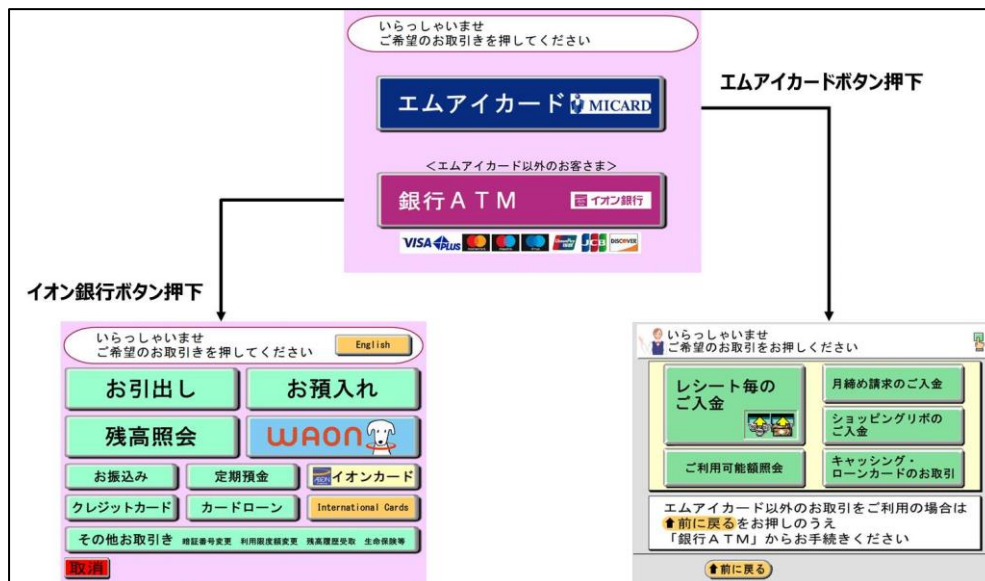 いらっしゃいませ
ご希望のお取引きを押してください
エムアイカード MICARD
<エムアイカード以外のお客さま>
銀行ATM イオン銀行
VISA PLUS JCB DISCOVER
エムアイカードボタン押下
イオン銀行ボタン押下
いらっしゃいませ
ご希望のお取引きを押してください English
お引出し お預入れ
残高照会 WAON
お振込み 定期預金 AEON イオンカード
クレジットカード カードローン International Cards
その他お取引き 暗証番号変更 利用限度額変更 残高履歴受取 生命保険等
取消
いらっしゃいませ
ご希望のお取引をお押しください
レシート毎の
ご入金
月締め請求のご入金
ショッピングリボの
ご入金
ご利用可能額照会
キャッシング・
ローンカードのお取引
エムアイカード以外のお取引をご利用の場合は
前に戻るをお押しのうえ
「銀行ATM」からお手続きください
前に戻る